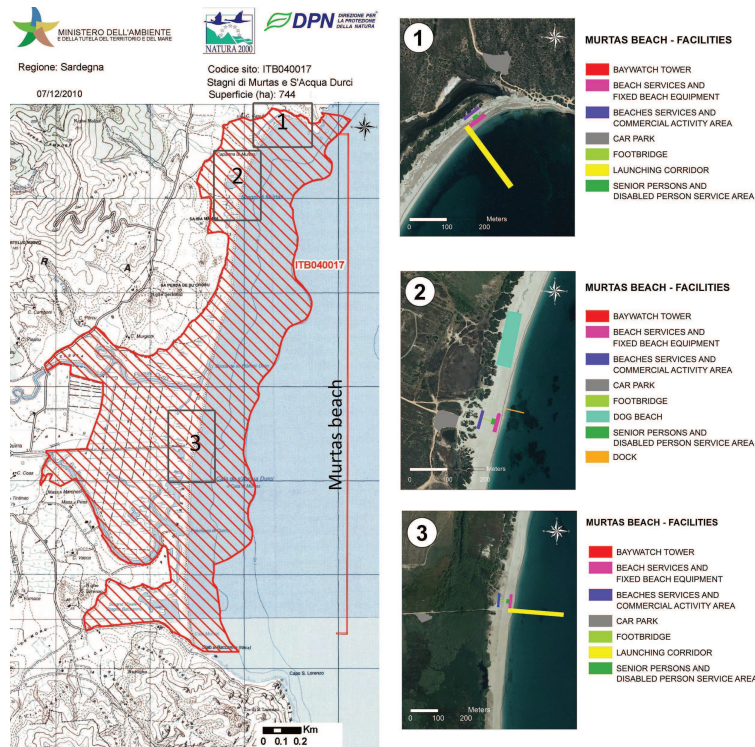 MINISTERO DELL'AMBIENTE
E DELLA TUTELA DEL TERRITORIO E DEL MARE
NATURA 2000
DPN
DIREZIONE PER
LA PROTEZIONE
DELLA NATURA
Regione: Sardegna
Codice sito: ITB040017
Stagni di Murtas e S'Acqua Durci
Superficie (ha): 744
07/12/2010
1
2
ITB040017
3
Murtas beach
Capo S. Lorenzo
Km
0 0.1 0.2
1
Meters
0 200
MURTAS BEACH - FACILITIES
BAYWATCH TOWER
BEACH SERVICES AND
FIXED BEACH EQUIPMENT
BEACHES SERVICES AND
COMMERCIAL ACTIVITY AREA
CAR PARK
FOOTBRIDGE
LAUNCHING CORRIDOR
SENIOR PERSONS AND
DISABLED PERSON SERVICE AREA
2
Meters
0 200
MURTAS BEACH - FACILITIES
BAYWATCH TOWER
BEACH SERVICES AND
FIXED BEACH EQUIPMENT
BEACHES SERVICES AND
COMMERCIAL ACTIVITY AREA
CAR PARK
FOOTBRIDGE
DOG BEACH
SENIOR PERSONS AND
DISABLED PERSON SERVICE AREA
DOCK
3
Meters
0 200
MURTAS BEACH - FACILITIES
BAYWATCH TOWER
BEACH SERVICES AND
FIXED BEACH EQUIPMENT
BEACHES SERVICES AND
COMMERCIAL ACTIVITY AREA
CAR PARK
FOOTBRIDGE
LAUNCHING CORRIDOR
SENIOR PERSONS AND
DISABLED PERSON SERVICE AREA